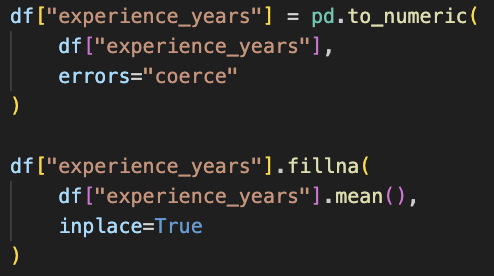 df["experience_years"] = pd.to_numeric(
    df["experience_years"],
    errors="coerce"
)

df["experience_years"].fillna(
    df["experience_years"].mean(),
    inplace=True
)